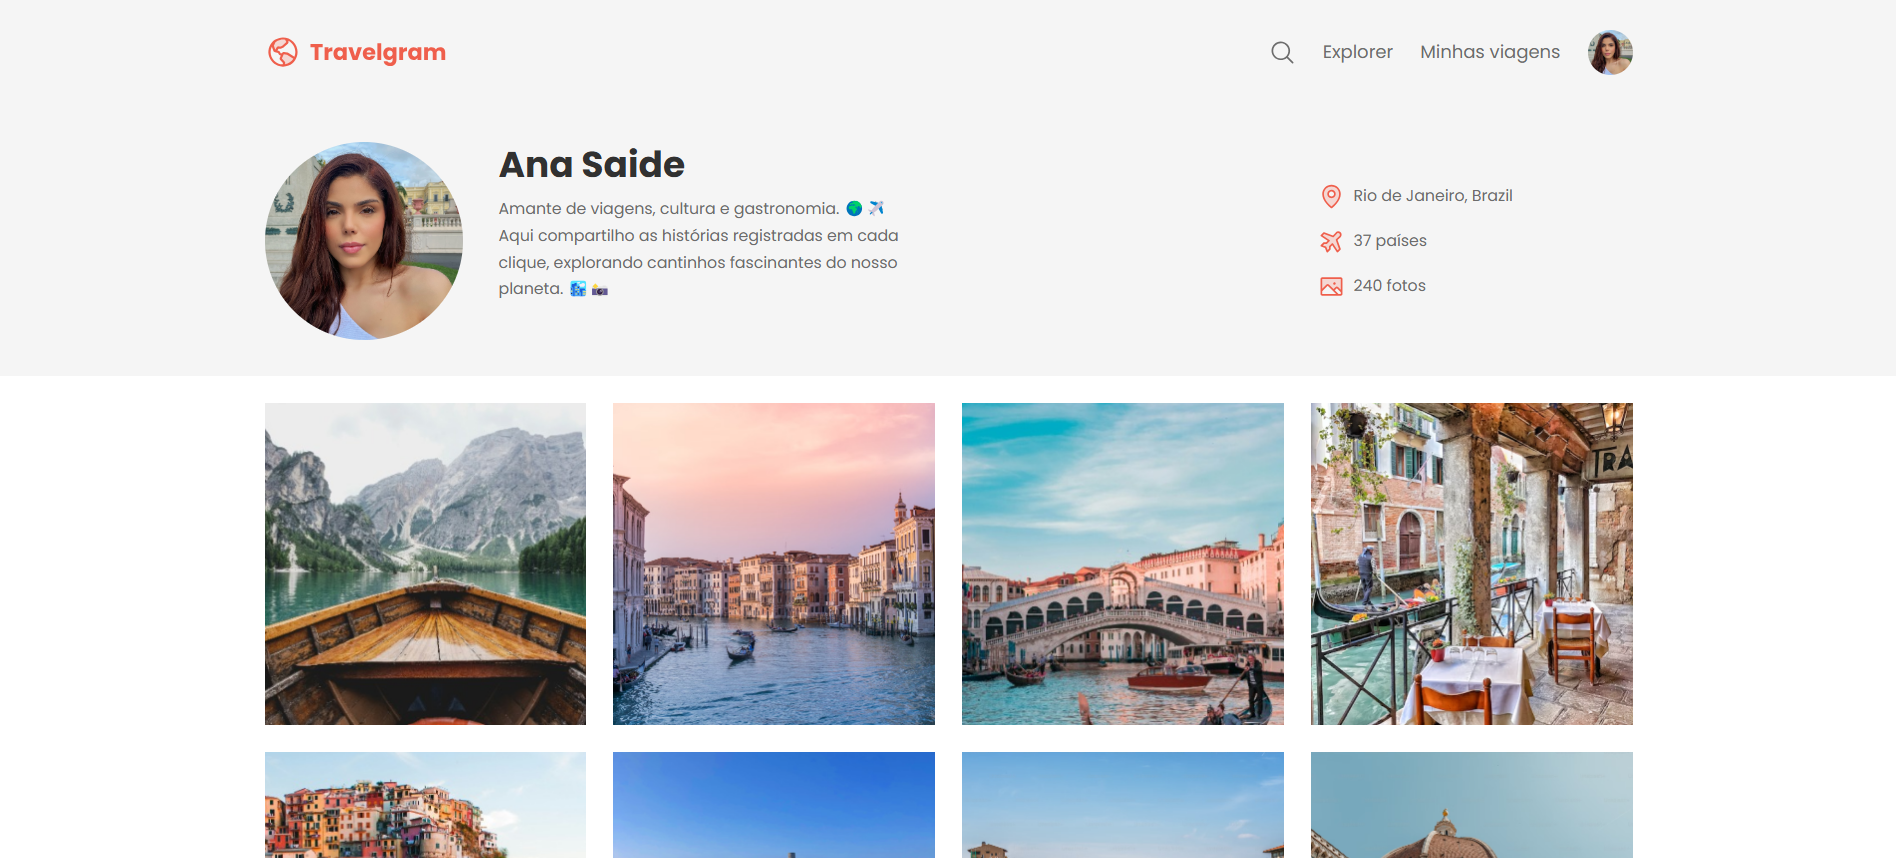 Travelgram
Explorer
Minhas viagens
Ana Saide
Amante de viagens, cultura e gastronomia. 🌍 ✈️
Aqui compartilho as histórias registradas em cada
clique, explorando cantinhos fascinantes do nosso
planeta. 🗺️ 📸
Rio de Janeiro, Brazil
37 países
240 fotos
TRA